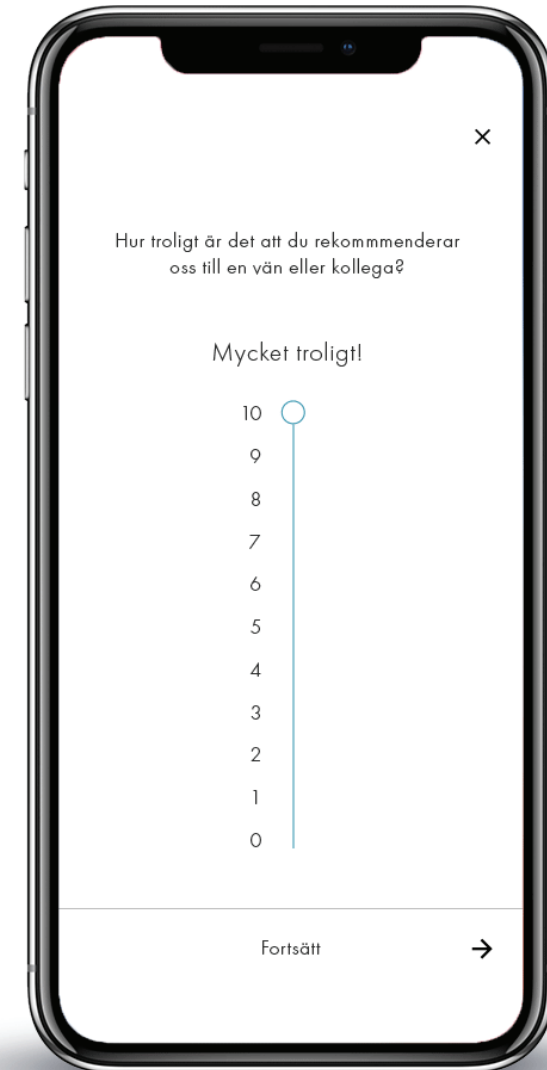 Hur troligt är det att du rekommmenderar
oss till en vän eller kollega?
Mycket troligt!
10
9
8
7
6
5
4
3
2
1
0
Fortsätt